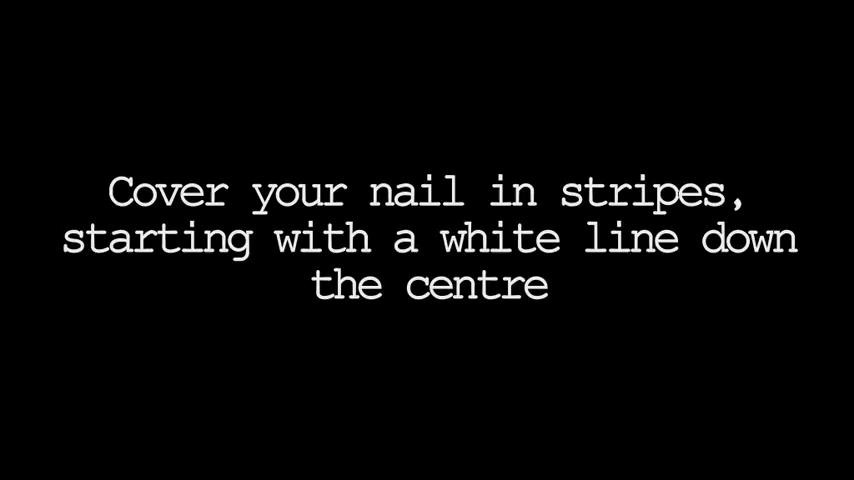 Cover your nail in stripes,
starting with a white line down
the centre